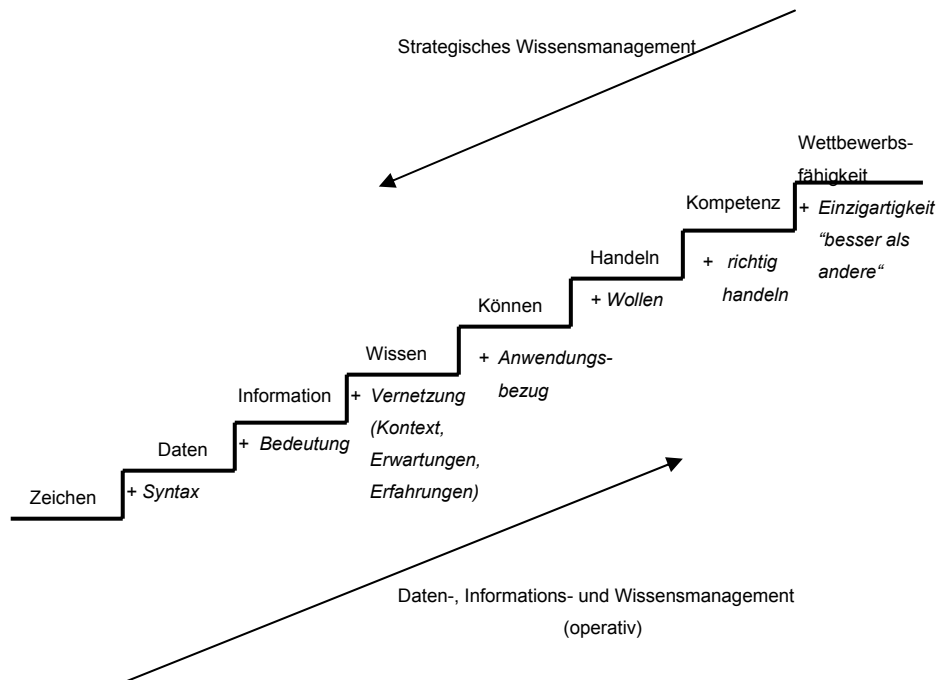 Strategisches Wissensmanagement
Wettbewerbs-
fähigkeit
+ Einzigartigkeit
“besser als
andere“
Kompetenz
+ richtig
handeln
Handeln
+ Wollen
Können
+ Anwendungs-
bezug
Wissen
+ Vernetzung
(Kontext,
Erwartungen,
Erfahrungen)
Information
+ Bedeutung
Daten
+ Syntax
Zeichen
Daten-, Informations- und Wissensmanagement
(operativ)